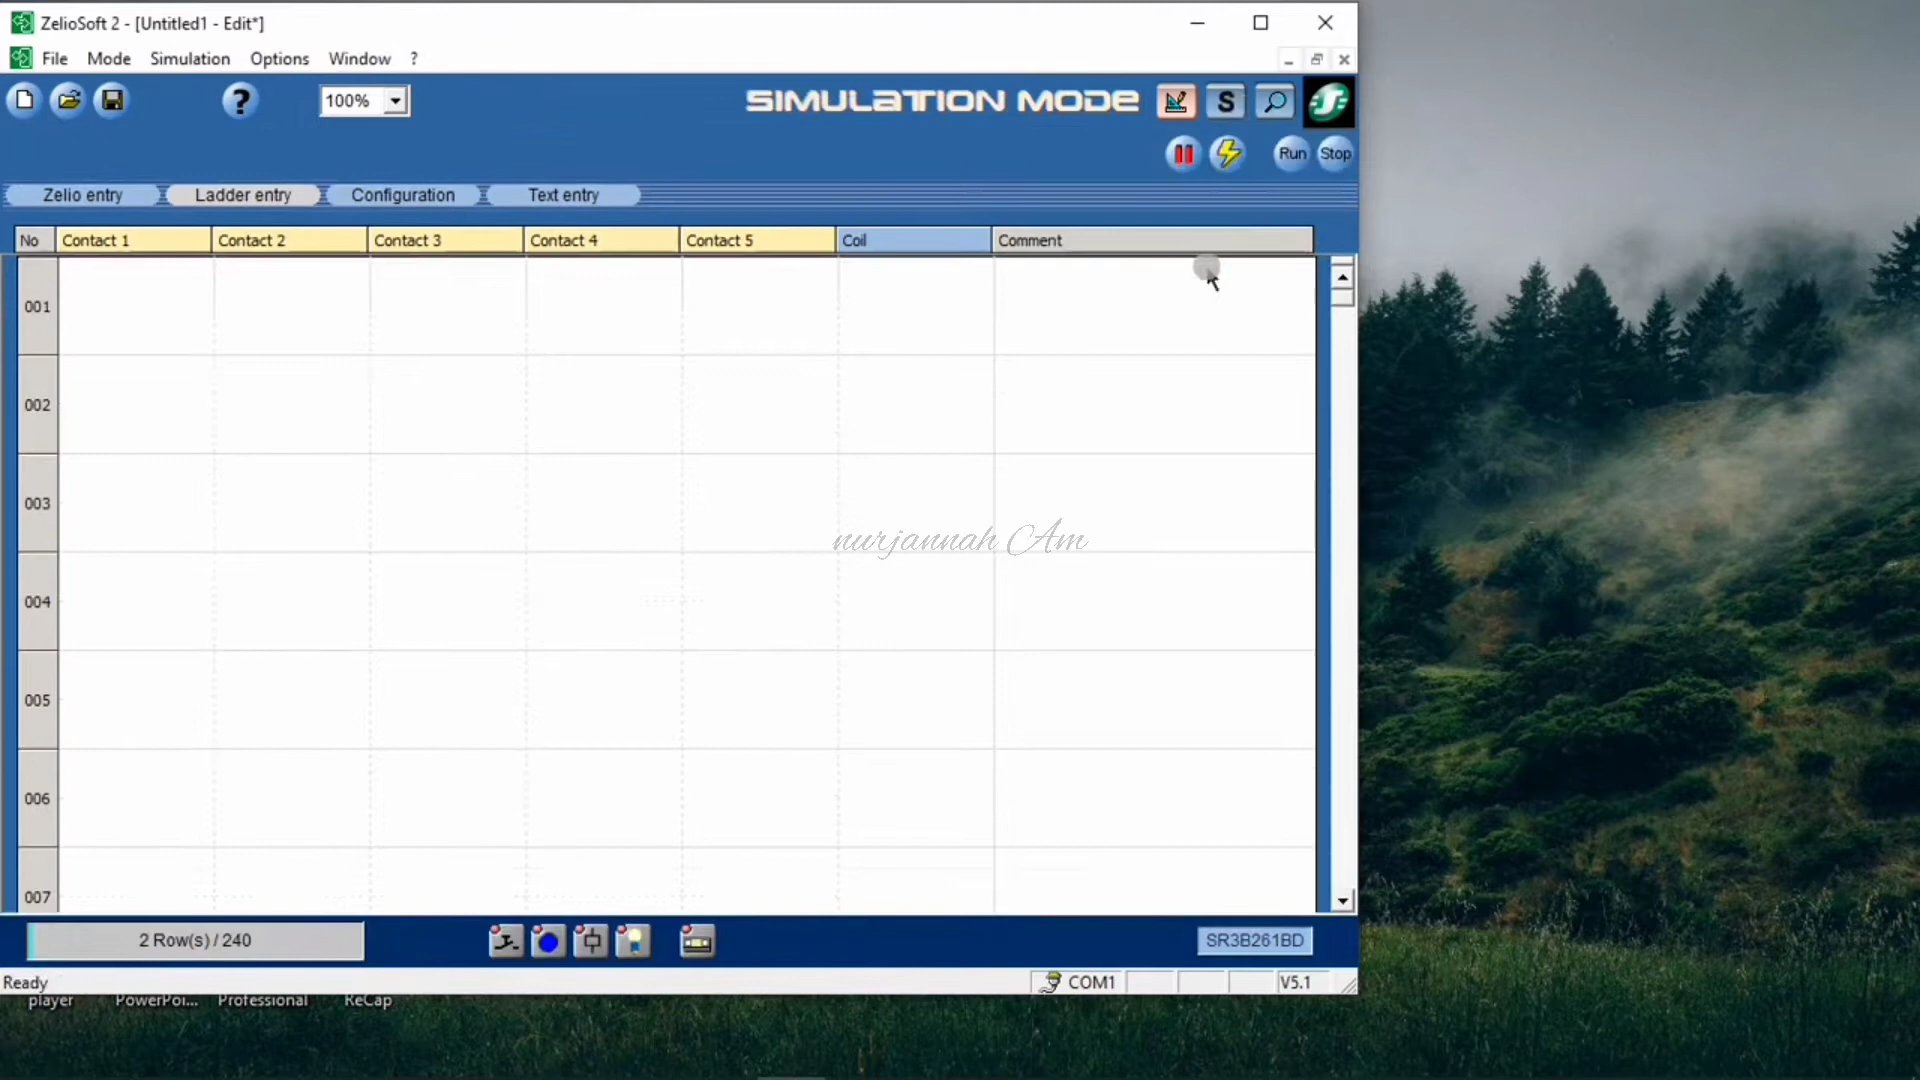 ZelioSoft 2 - [Untitled1 - Edit*]
File Mode Simulation Options Window ?
100% SIMULATION MODE S
Run Stop
Zelio entry Ladder entry Configuration Text entry
No Contact 1 Contact 2 Contact 3 Contact 4 Contact 5 Coil Comment
001
002
003
nurjannah Am
004
005
006
007
2 Row(s) / 240 SR3B261BD
Ready COM1 V5.1
player PowerPoi... Professional ReCap